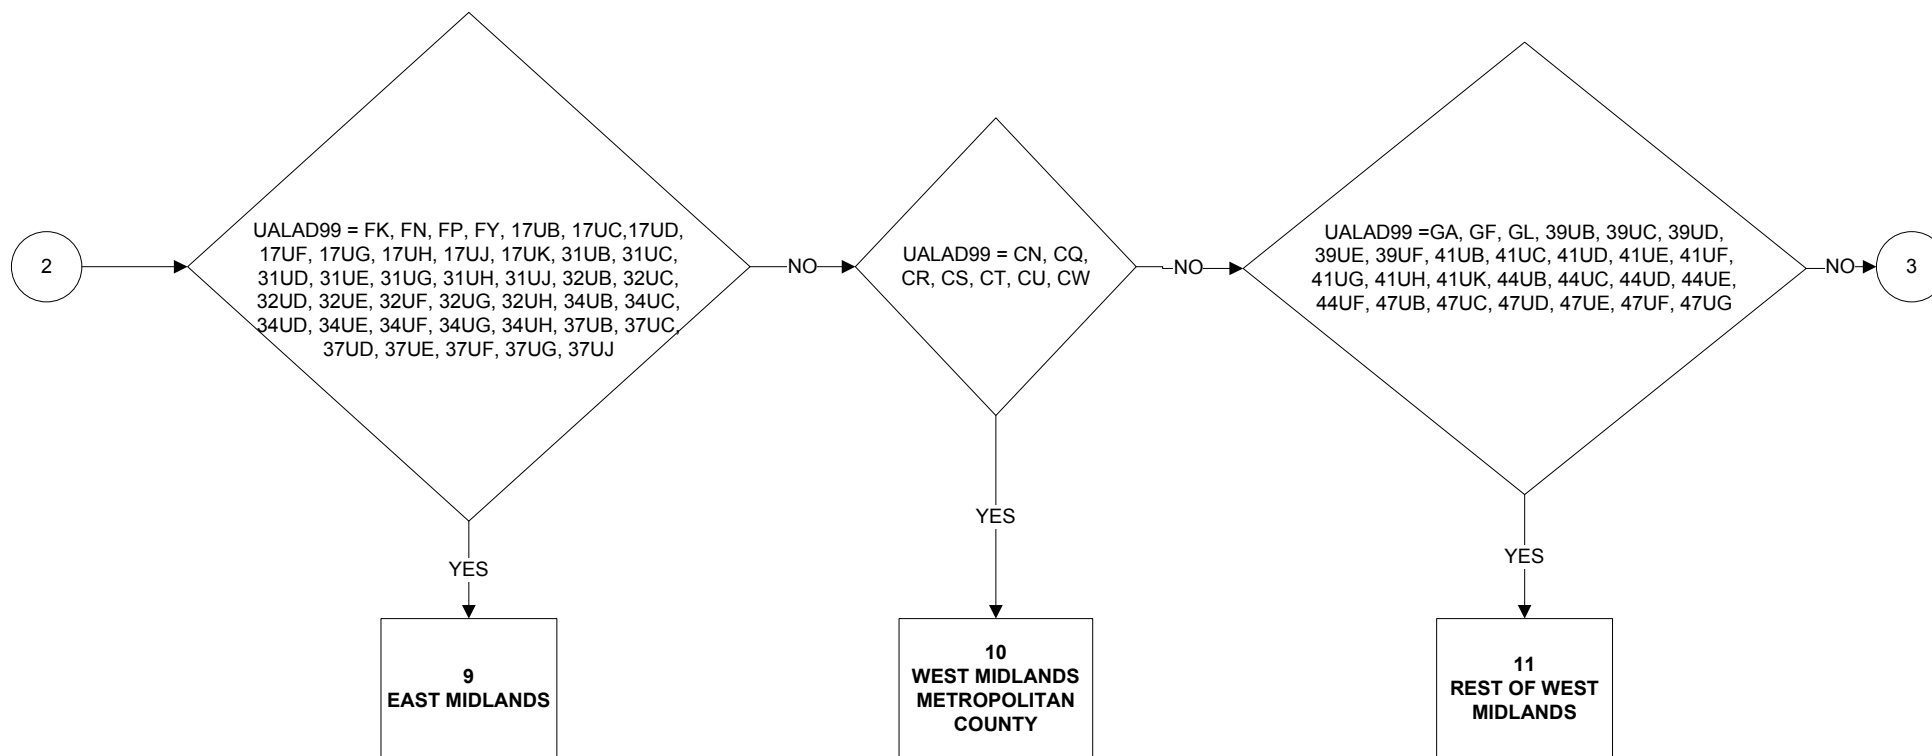 2
UALAD99 = FK, FN, FP, FY, 17UB, 17UC,17UD,
17UF, 17UG, 17UH, 17UJ, 17UK, 31UB, 31UC,
31UD, 31UE, 31UG, 31UH, 31UJ, 32UB, 32UC,
32UD, 32UE, 32UF, 32UG, 32UH, 34UB, 34UC,
34UD, 34UE, 34UF, 34UG, 34UH, 37UB, 37UC,
37UD, 37UE, 37UF, 37UG, 37UJ
NO
UALAD99 = CN, CQ,
CR, CS, CT, CU, CW
NO
UALAD99 =GA, GF, GL, 39UB, 39UC, 39UD,
39UE, 39UF, 41UB, 41UC, 41UD, 41UE, 41UF,
41UG, 41UH, 41UK, 44UB, 44UC, 44UD, 44UE,
44UF, 47UB, 47UC, 47UD, 47UE, 47UF, 47UG
NO
3
YES
YES
YES
9
EAST MIDLANDS
10
WEST MIDLANDS
METROPOLITAN
COUNTY
11
REST OF WEST
MIDLANDS